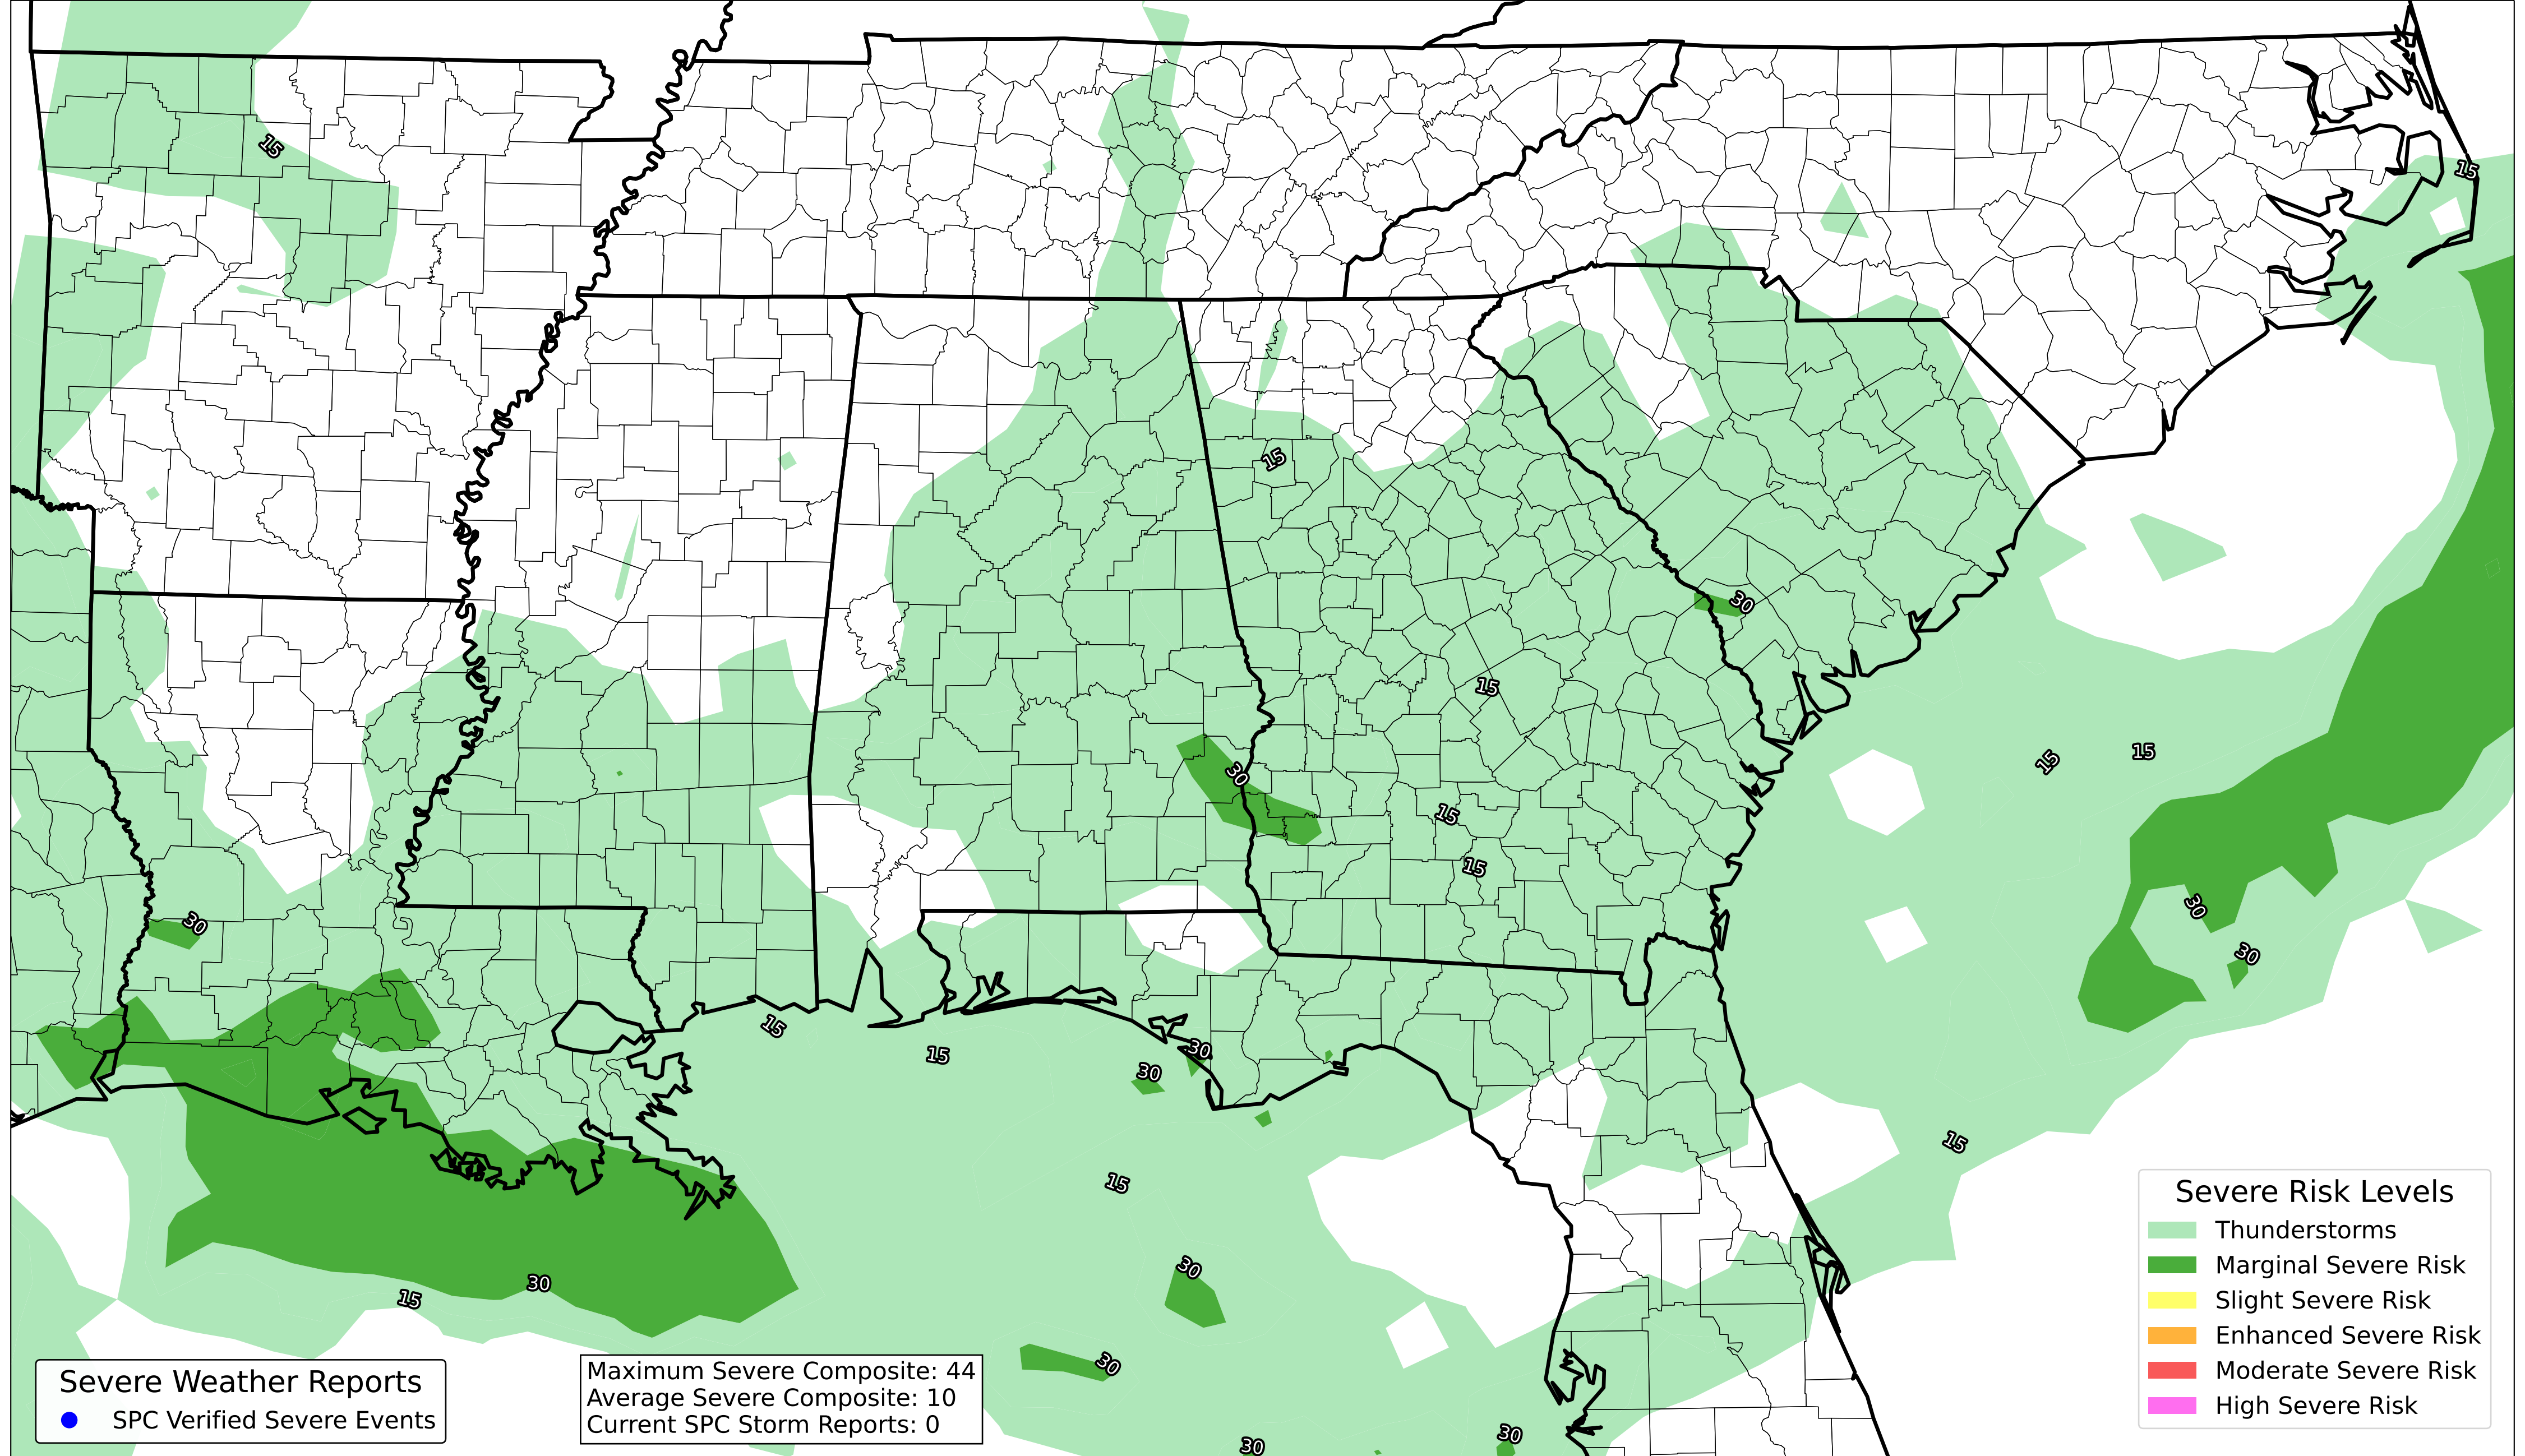 15
15
15
30
15
30
15
15
15
15
30
30
30
15
15
30
30
15
15
30
30
15
30
30
30
Severe Risk Levels
Thunderstorms
Marginal Severe Risk
Slight Severe Risk
Enhanced Severe Risk
Moderate Severe Risk
High Severe Risk
Severe Weather Reports
SPC Verified Severe Events
Maximum Severe Composite: 44
Average Severe Composite: 10
Current SPC Storm Reports: 0